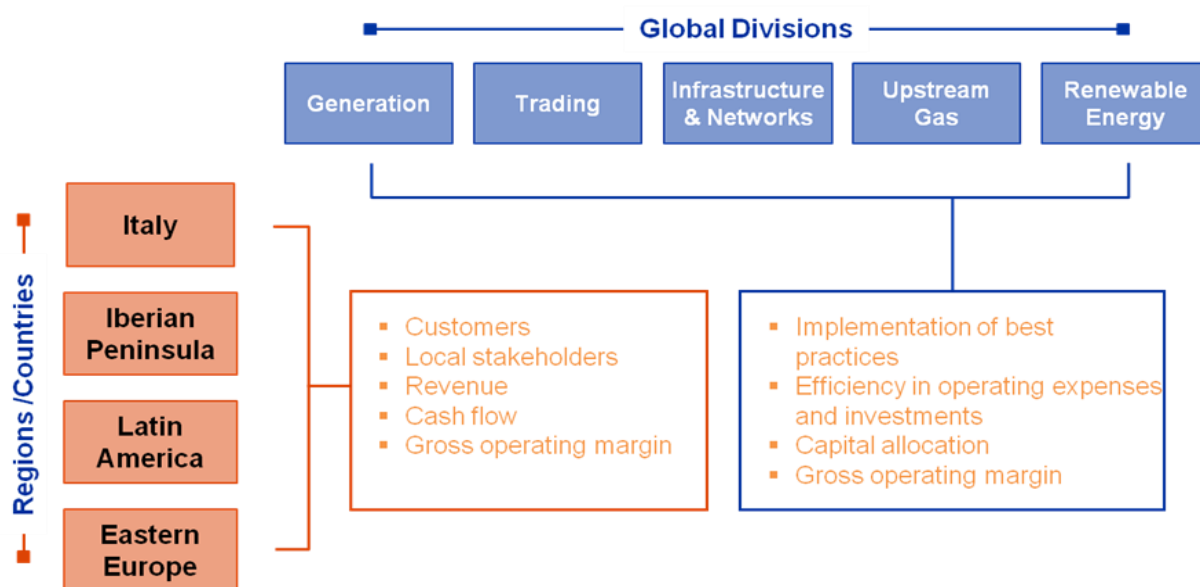 Global Divisions
Generation
Trading
Infrastructure
& Networks
Upstream
Gas
Renewable
Energy
Regions /Countries
Italy
Iberian
Peninsula
Latin
America
Eastern
Europe
▪ Customers
▪ Local stakeholders
▪ Revenue
▪ Cash flow
▪ Gross operating margin
▪ Implementation of best
practices
▪ Efficiency in operating expenses
and investments
▪ Capital allocation
▪ Gross operating margin